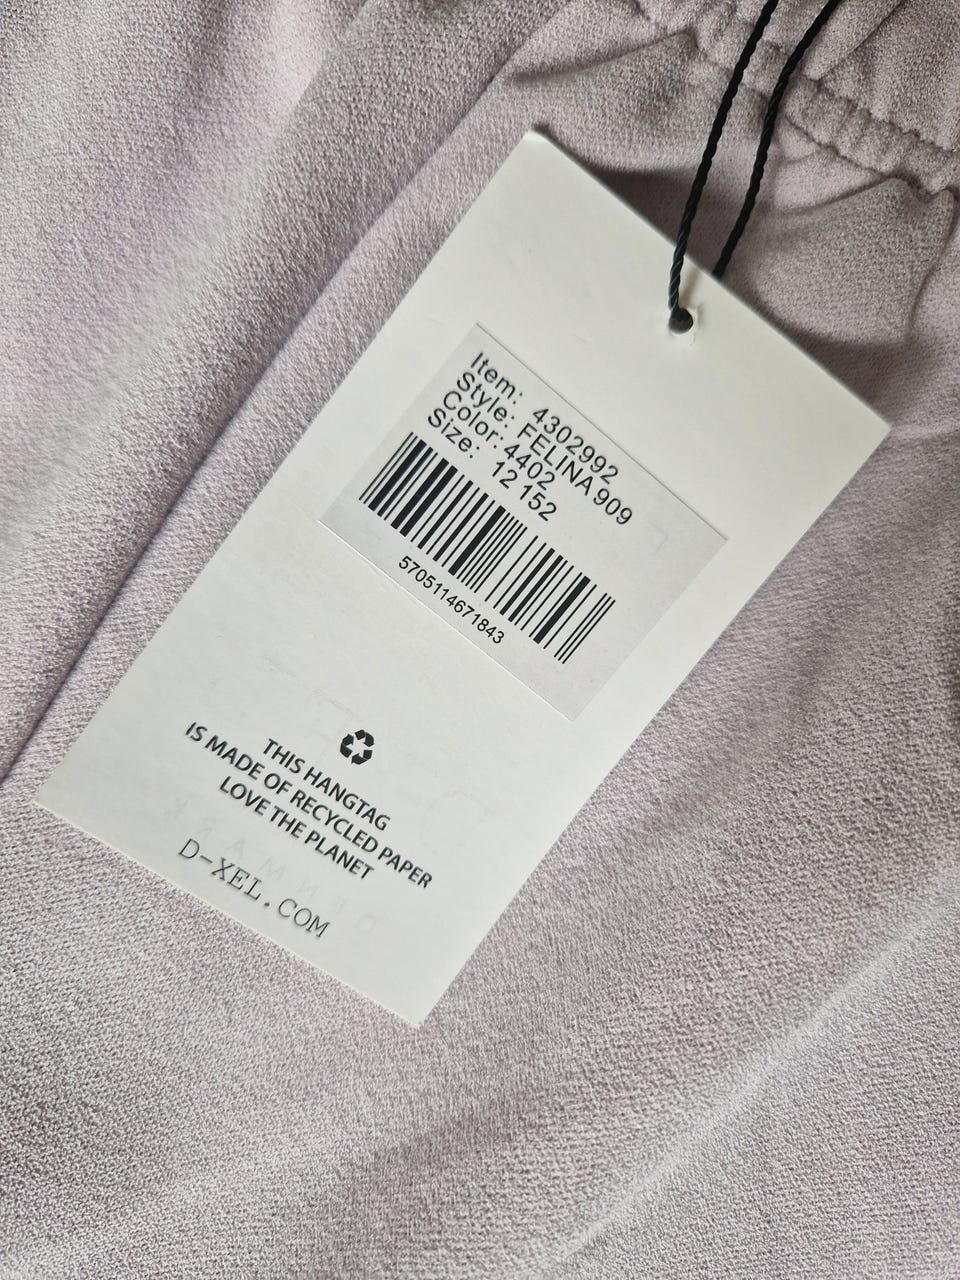 Item: 4302992
Style: FELINA 909
Color: 4402
Size: 12 152
5705114671843
THIS HANGTAG
IS MADE OF RECYCLED PAPER
LOVE THE PLANET
D-XEL.COM